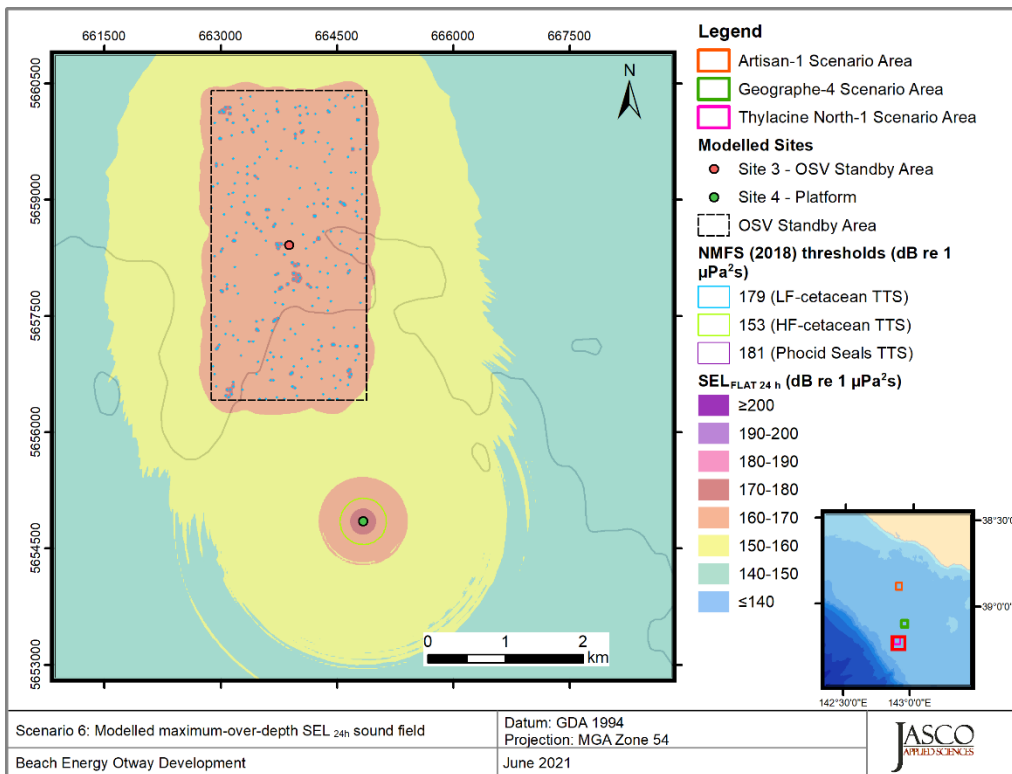 661500 663000 664500 666000 667500
5660500
5659000
5657500
5656000
5654500
5653000
N
0 1 2
km
Legend
Artisan-1 Scenario Area
Geographe-4 Scenario Area
Thylacine North-1 Scenario Area
Modelled Sites
Site 3 - OSV Standby Area
Site 4 - Platform
OSV Standby Area
NMFS (2018) thresholds (dB re 1
µPa²s)
179 (LF-cetacean TTS)
153 (HF-cetacean TTS)
181 (Phocid Seals TTS)
SEL FLAT 24 h (dB re 1 µPa²s)
≥200
190-200
180-190
170-180
160-170
150-160
140-150
≤140
38°30'
39°0'0
142°30'0" 143°0'0"
Scenario 6: Modelled maximum-over-depth SEL 24h sound field
Datum: GDA 1994
Projection: MGA Zone 54
Beach Energy Otway Development
June 2021
JASCO
APPLIED SCIENCES